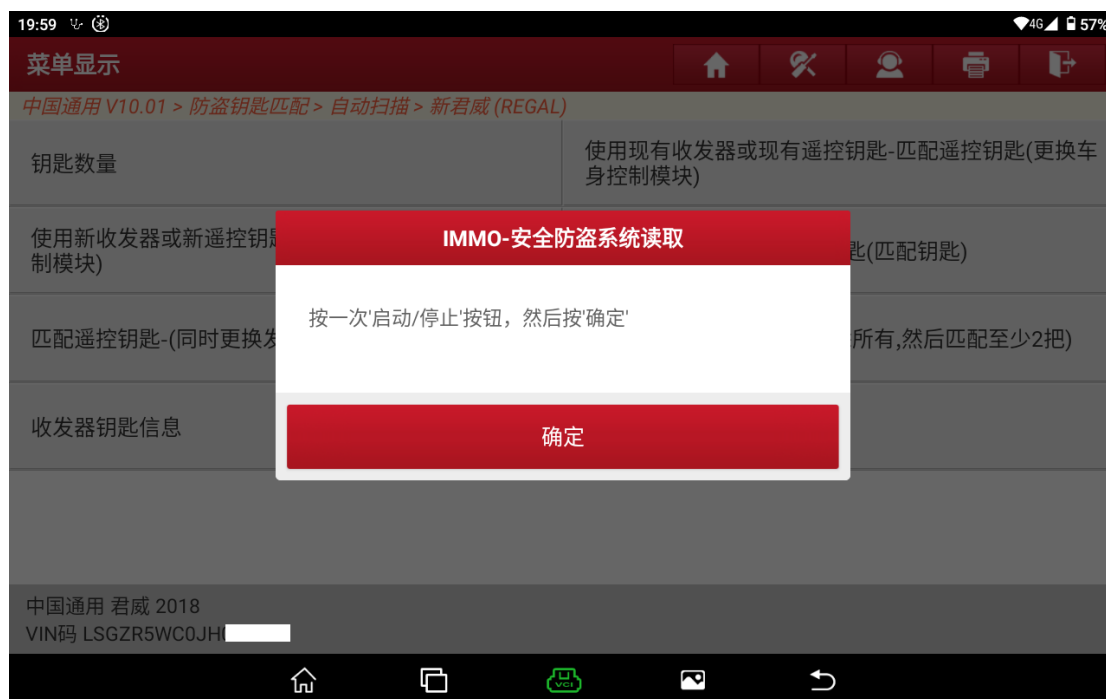 19:59
4G 57%
菜单显示
中国通用 V10.01 > 防盗钥匙匹配 > 自动扫描 > 新君威 (REGAL)
钥匙数量
使用现有收发器或现有遥控钥匙-匹配遥控钥匙(更换车
身控制模块)
使用新收发器或新遥控钥
制模块)
IMMO-安全防盗系统读取
匙(匹配钥匙)
按一次'启动/停止'按钮，然后按'确定'
匹配遥控钥匙-(同时更换发
所有,然后匹配至少2把)
收发器钥匙信息
确定
中国通用 君威 2018
VIN码 LSGZR5WC0JH
VCI